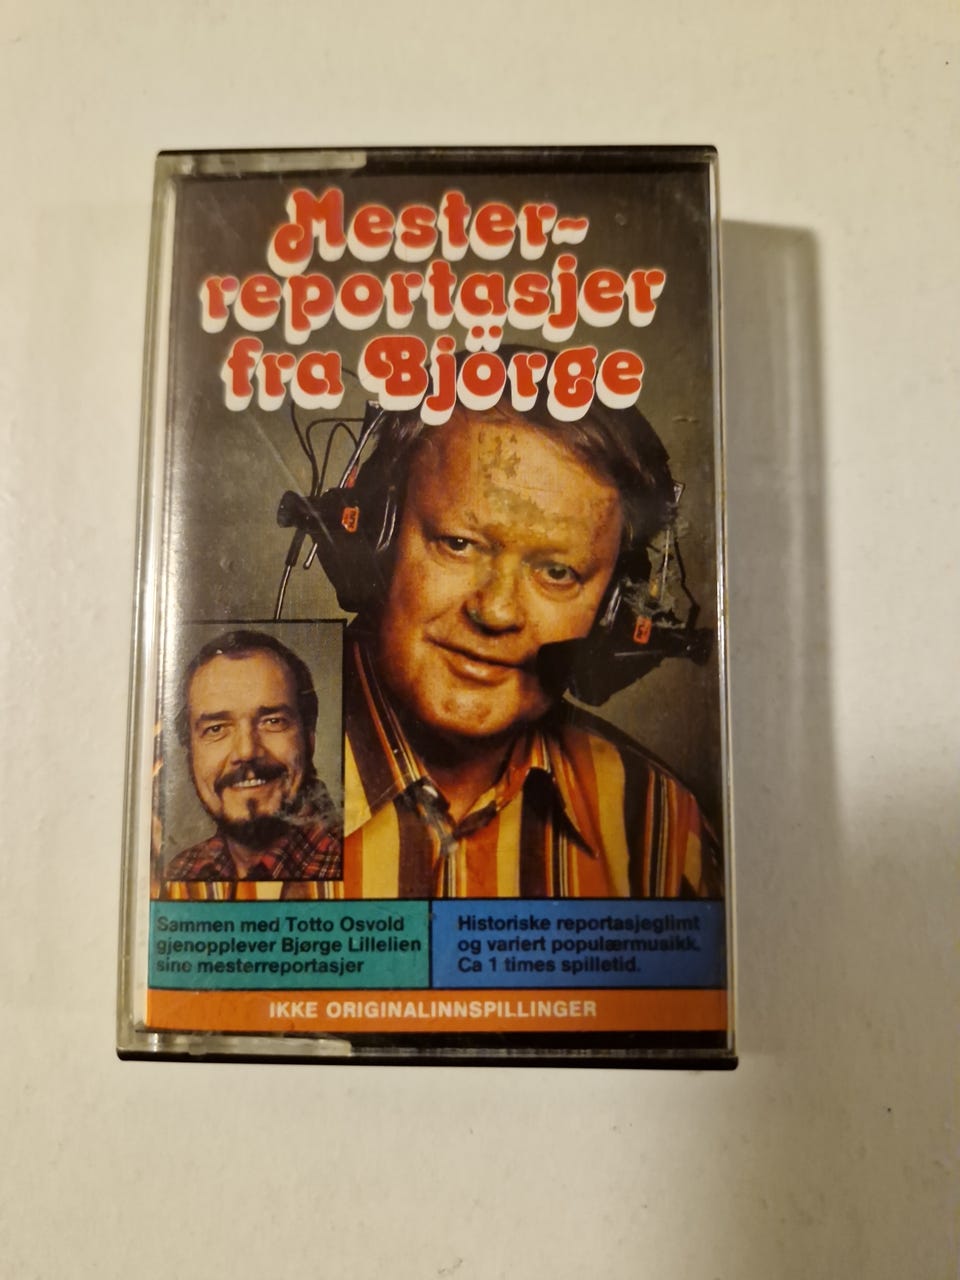 Mester-
reportasjer
fra Björge
Sammen med Totto Osvold
gjenopplever Bjørge Lillelien
sine mesterreportasjer
Historiske reportasjeglimt
og variert populærmusikk.
Ca 1 times spilletid.
IKKE ORIGINALINNSPILLINGER